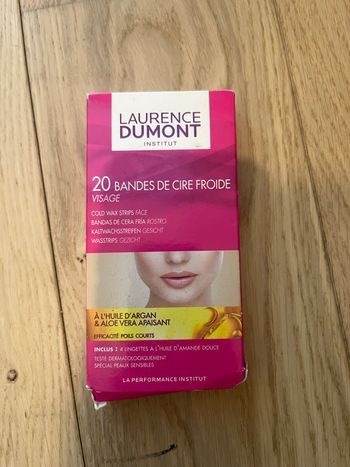 LAURENCE
DUMONT
INSTITUT
20 BANDES DE CIRE FROIDE
VISAGE
COLD WAX STRIPS FACE
BANDAS DE CERA FRIA ROSTRO
KALTWACHSSTREIFEN GESICHT
WASSTRIPS GEZICHT
À L'HUILE D'ARGAN
& ALOE VERA APAISANT
EFFICACITÉ POILS COURTS
INCLUS : 4 LINGETTES A L'HUILE D'AMANDE DOUCE
TESTÉ DERMATOLOGIQUEMENT
SPÉCIAL PEAUX SENSIBLES
LA PERFORMANCE INSTITUT